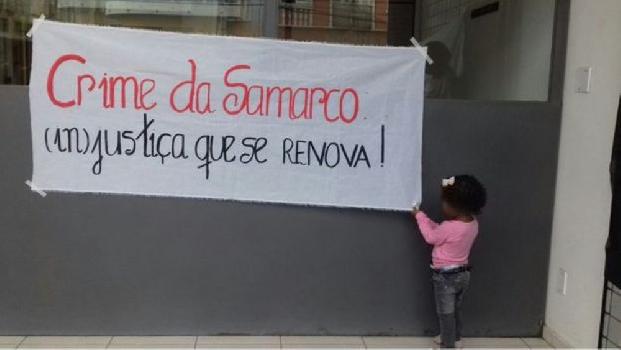 Crime da Samarco
(in)justiça que se RENOVA!